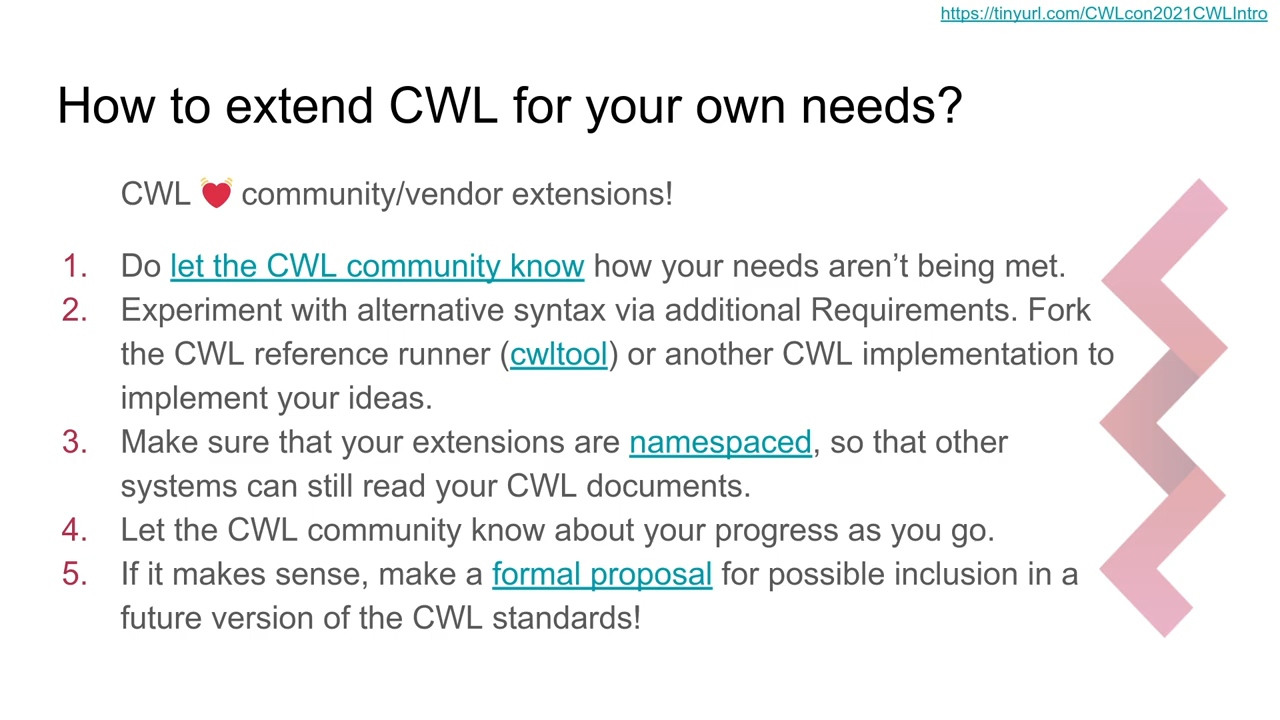 https://tinyurl.com/CWLcon2021CWLIntro
How to extend CWL for your own needs?
CWL 💓 community/vendor extensions!
1. Do let the CWL community know how your needs aren’t being met.
2. Experiment with alternative syntax via additional Requirements. Fork
the CWL reference runner (cwltool) or another CWL implementation to
implement your ideas.
3. Make sure that your extensions are namespaced, so that other
systems can still read your CWL documents.
4. Let the CWL community know about your progress as you go.
5. If it makes sense, make a formal proposal for possible inclusion in a
future version of the CWL standards!